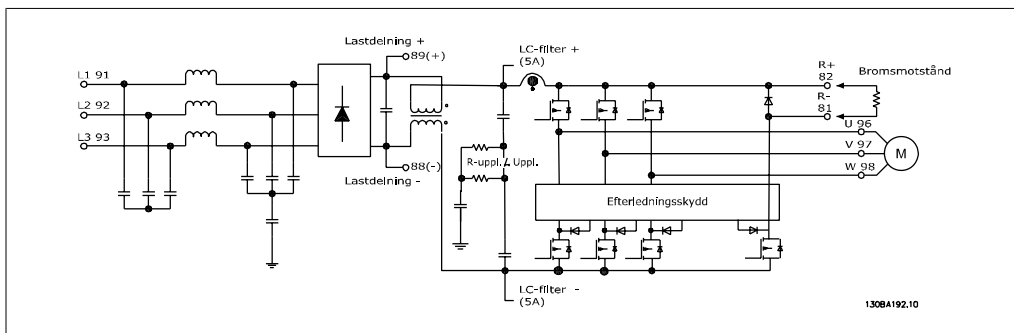 Lastdelning +
89(+)
LC-filter +
(5A)
R+
82
Bromsmotstånd
L1 91
R-
81
L2 92
U 96
L3 93
V 97
M
R-uppl.
Uppl.
88(-)
W 98
Lastdelning -
Efterledningsskydd
LC-filter -
(5A)
130BA192.10